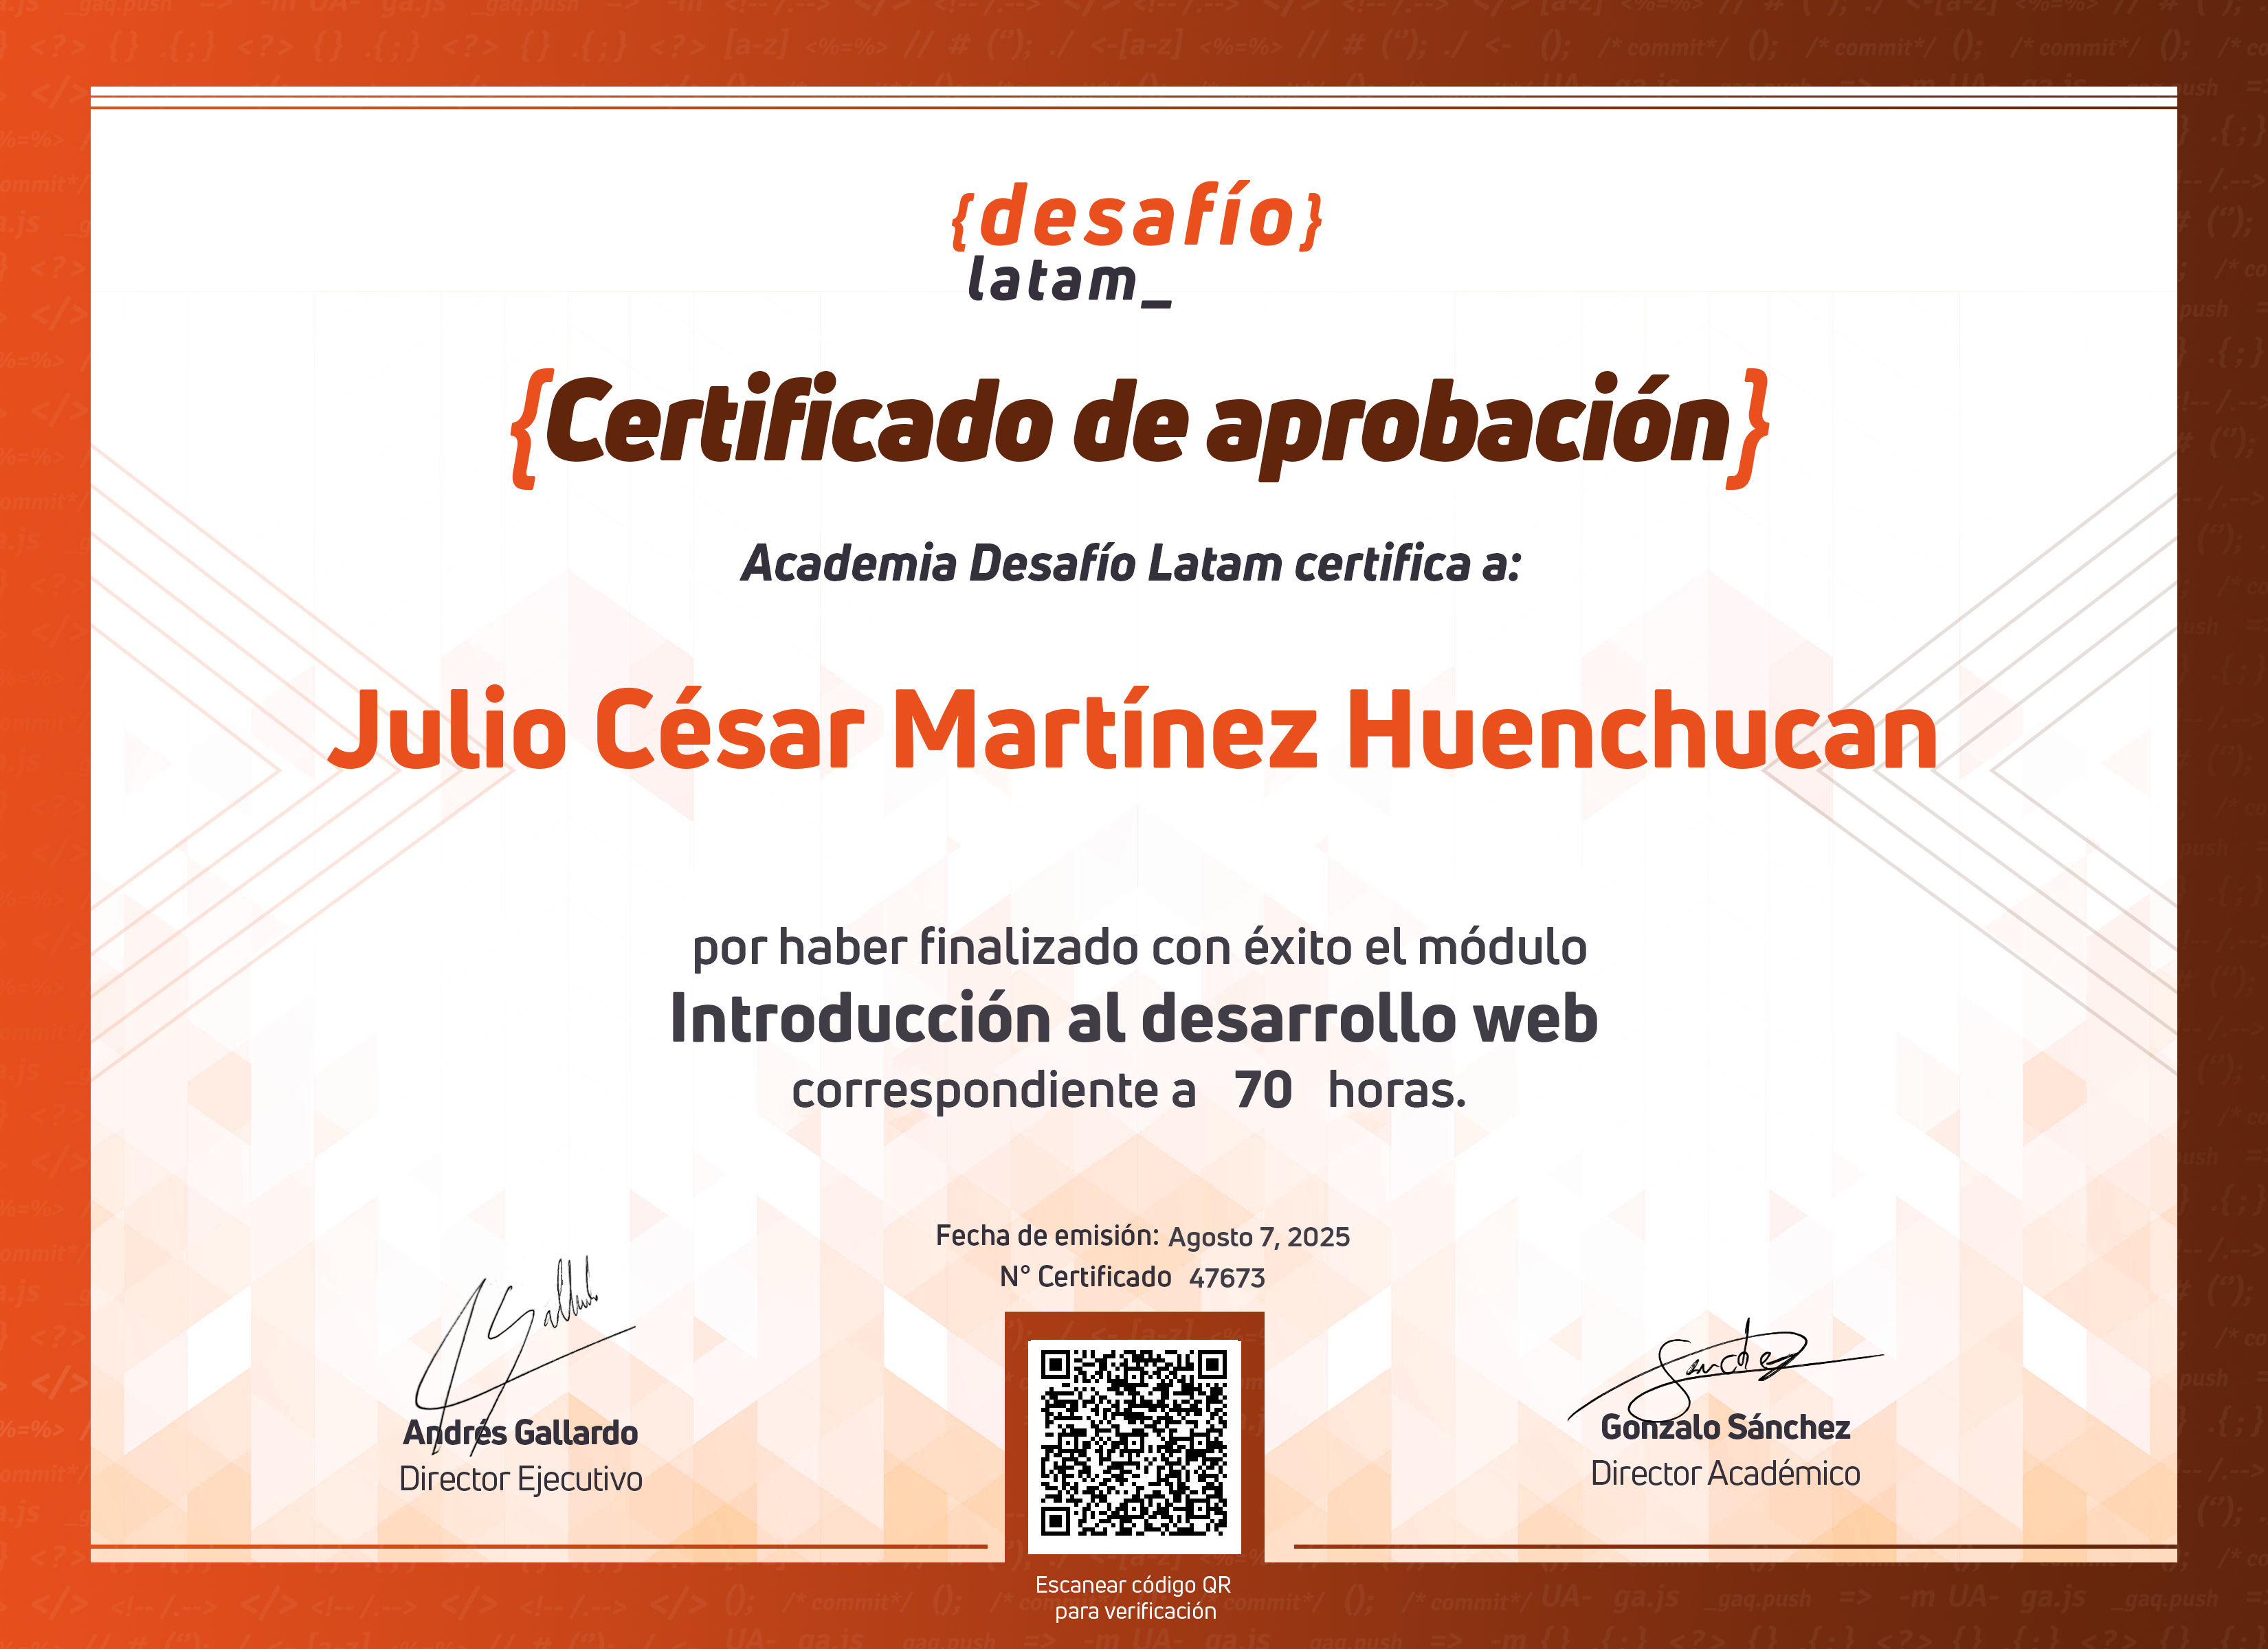 {desafío}
latam_
{Certificado de aprobación}
Academia Desafío Latam certifica a:
Julio César Martínez Huenchucan
por haber finalizado con éxito el módulo
Introducción al desarrollo web
correspondiente a 70 horas.
Fecha de emisión: Agosto 7, 2025
N° Certificado 47673
Andrés Gallardo
Director Ejecutivo
Gonzalo Sánchez
Director Académico
Escanear código QR
para verificación